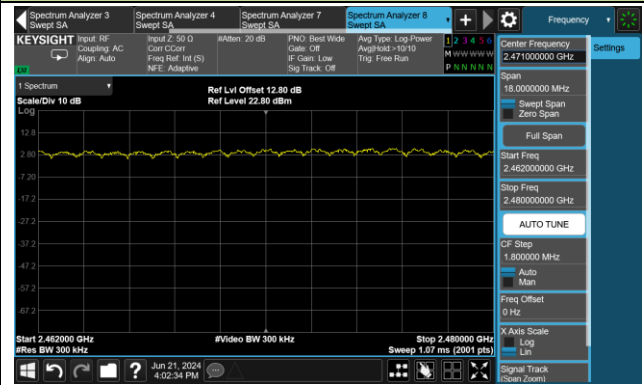 Spectrum Analyzer 3
Swept SA
Spectrum Analyzer 4
Swept SA
Spectrum Analyzer 7
Swept SA
Spectrum Analyzer 8
Swept SA
+
Frequency
KEYSIGHT
Input: RF
Coupling: AC
Align: Auto
Input Z: 50 Ω
Corr CCorr
Freq Ref: Int (S)
NFE: Adaptive
#Atten: 20 dB
PNO: Best Wide
Gate: Off
IF Gain: Low
Sig Track: Off
Avg Type: Log-Power
Avg|Hold:>10/10
Trig: Free Run
1 2 3 4 5 6
M W W W W W
P N N N N N
1 Spectrum
Scale/Div 10 dB
Ref Lvl Offset 12.80 dB
Ref Level 22.80 dBm
Log
12.8
2.80
-7.20
-17.2
-27.2
-37.2
-47.2
-57.2
-67.2
Start 2.462000 GHz
#Res BW 300 kHz
#Video BW 300 kHz
Stop 2.480000 GHz
Sweep 1.07 ms (2001 pts)
Jun 21, 2024
4:02:34 PM
Center Frequency
2.471000000 GHz
Settings
Span
18.0000000 MHz
Swept Span
Zero Span
Full Span
Start Freq
2.462000000 GHz
Stop Freq
2.480000000 GHz
AUTO TUNE
CF Step
1.800000 MHz
Auto
Man
Freq Offset
0 Hz
X Axis Scale
Log
Lin
Signal Track
(Span Zoom)